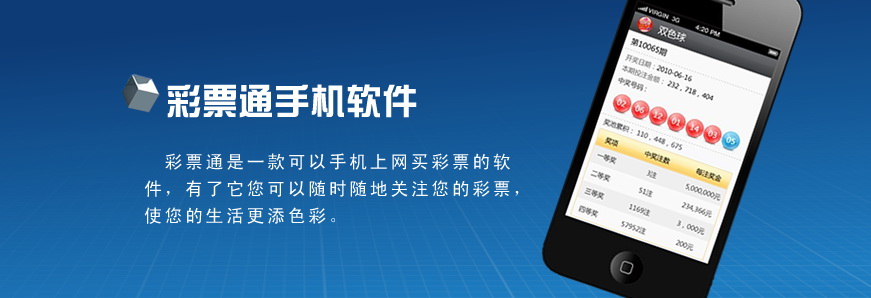 彩票通手机软件
彩票通是一款可以手机上网买彩票的软
件，有了它您可以随时随地关注您的彩票，
使您的生活更添色彩。
VIRGIN 3G 4:20 PM
双色球
第10065期
开奖日期：2010-06-16
本期投注金额：232，718，404
中奖号码：
02 06 12 01 14 03 05
奖池累积：110，448，675
奖项 中奖注数 每注奖金
一等奖 3注 5,000,000元
二等奖 51注 234,366元
三等奖 1169注 3，000元
四等奖 57952注 200元